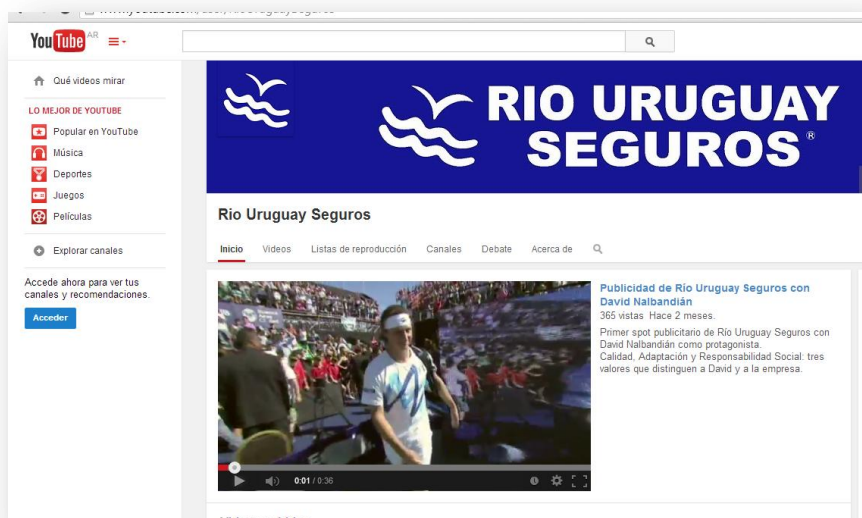 YouTube AR
Qué videos mirar
LO MEJOR DE YOUTUBE
Popular en YouTube
Música
Deportes
Juegos
Películas
Explorar canales
Accede ahora para ver tus
canales y recomendaciones.
Acceder
RIO URUGUAY
SEGUROS®
Rio Uruguay Seguros
Inicio Videos Listas de reproducción Canales Debate Acerca de
Publicidad de Río Uruguay Seguros con
David Nalbandián
365 vistas Hace 2 meses.
Primer spot publicitario de Río Uruguay Seguros con
David Nalbandián como protagonista.
Calidad, Adaptación y Responsabilidad Social: tres
valores que distinguen a David y a la empresa.
0:01 / 0:36